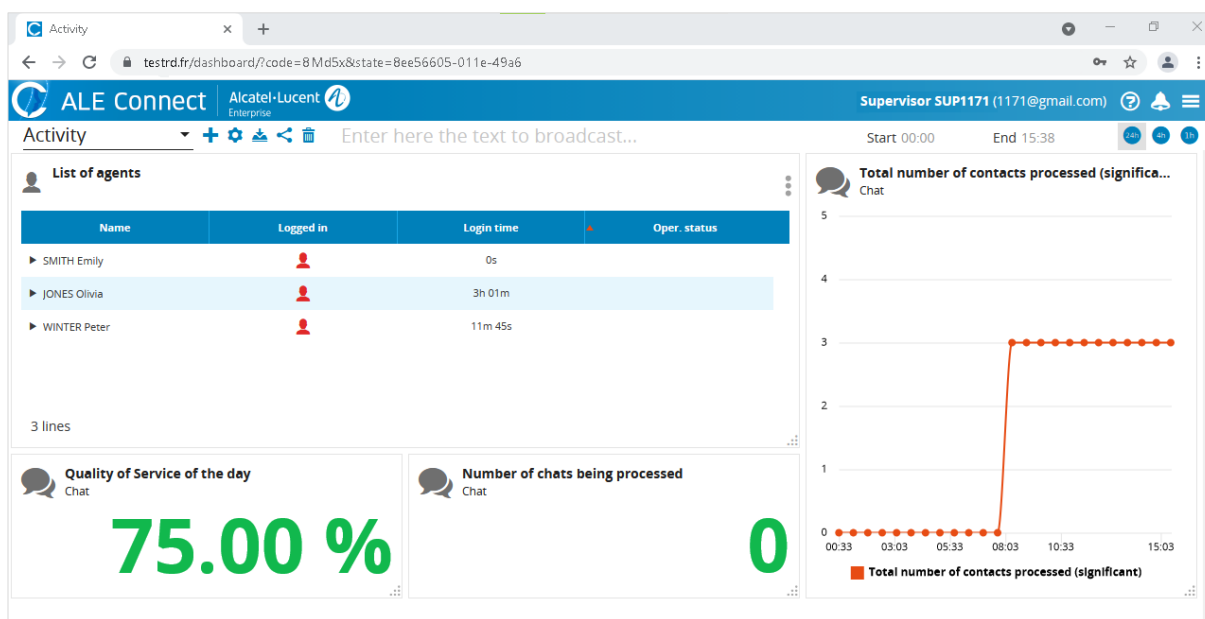 Activity
testrd.fr/dashboard/?code=8Md5x&state=8ee56605-011e-49a6
ALE Connect
Alcatel·Lucent
Enterprise
Supervisor SUP1171 (1171@gmail.com)
Activity
Enter here the text to broadcast...
Start 00:00 End 15:38
24h 4h 1h
List of agents
Name Logged in Login time Oper. status
SMITH Emily 0s
JONES Olivia 3h 01m
WINTER Peter 11m 45s
3 lines
Total number of contacts processed (significa...
Chat
5
4
3
2
1
0
00:33 03:03 05:33 08:03 10:33 15:03
Total number of contacts processed (significant)
Quality of Service of the day
Chat
75.00 %
Number of chats being processed
Chat
0